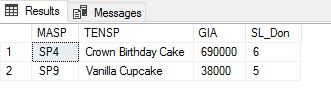 Results Messages
MASP TENSP GIA SL_Don
1 SP4 Crown Birthday Cake 690000 6
2 SP9 Vanilla Cupcake 38000 5